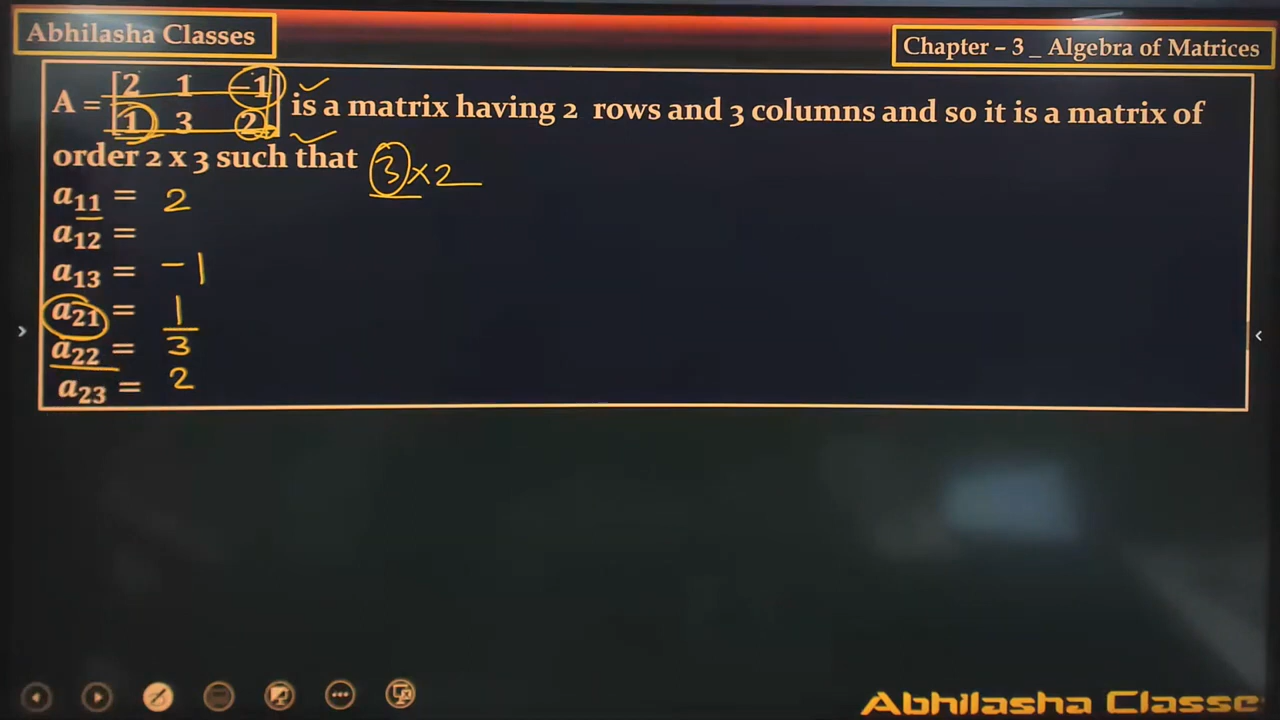 Abhilasha Classes
Chapter – 3 _ Algebra of Matrices
A = [2 1 −1
1 3 2] is a matrix having 2 rows and 3 columns and so it is a matrix of
order 2 x 3 such that 3 × 2
a11 = 2
a12 =
a13 = −1
a21 = 1
a22 = 3
a23 = 2
Abhilasha Classe